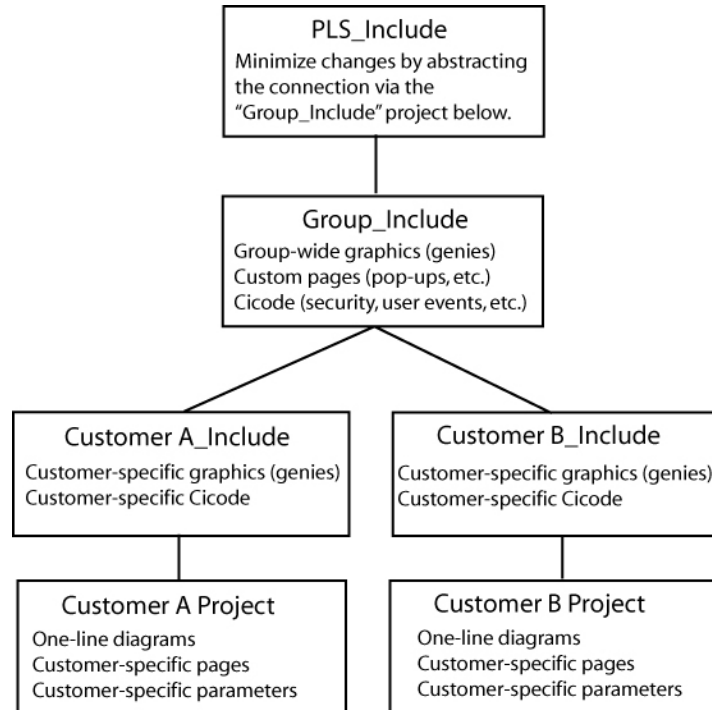 PLS_Include
Minimize changes by abstracting
the connection via the
“Group_Include” project below.
Group_Include
Group-wide graphics (genies)
Custom pages (pop-ups, etc.)
Cicode (security, user events, etc.)
Customer A_Include
Customer-specific graphics (genies)
Customer-specific Cicode
Customer B_Include
Customer-specific graphics (genies)
Customer-specific Cicode
Customer A Project
One-line diagrams
Customer-specific pages
Customer-specific parameters
Customer B Project
One-line diagrams
Customer-specific pages
Customer-specific parameters